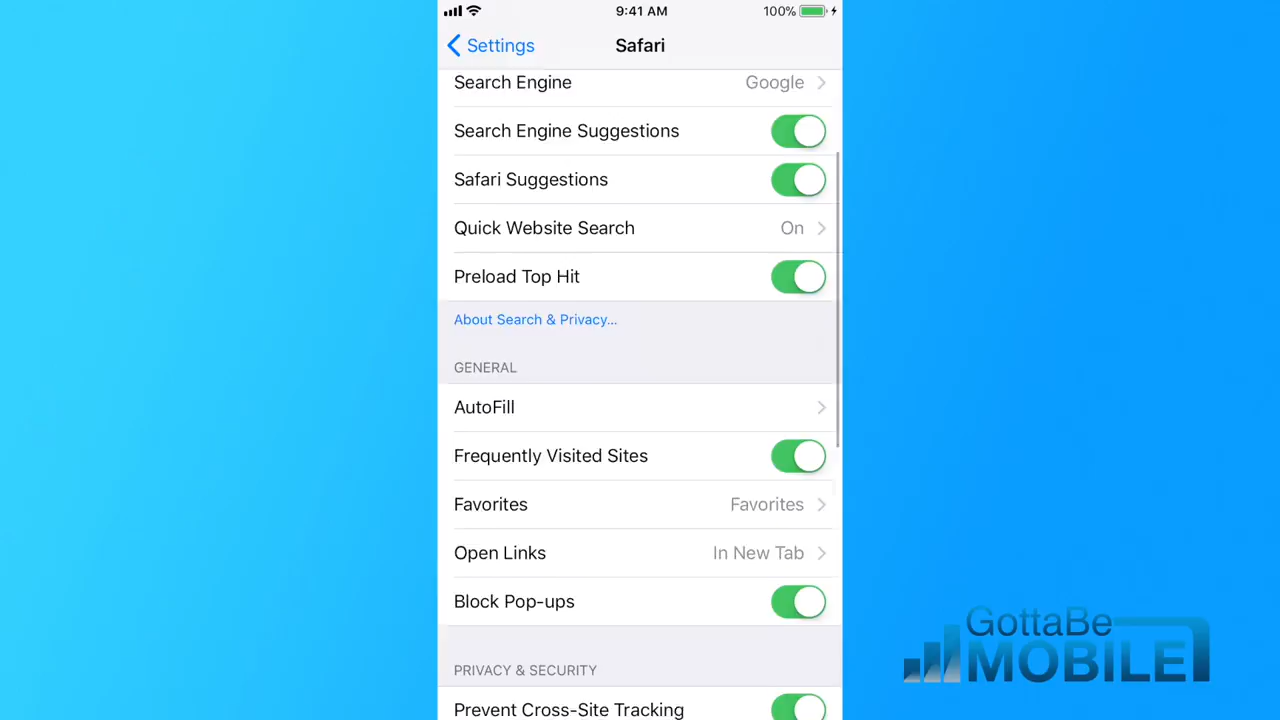 9:41 AM
100%
Settings
Safari
Search Engine Google
Search Engine Suggestions
Safari Suggestions
Quick Website Search On
Preload Top Hit
About Search & Privacy...
GENERAL
AutoFill
Frequently Visited Sites
Favorites Favorites
Open Links In New Tab
Block Pop-ups
PRIVACY & SECURITY
Prevent Cross-Site Tracking
GottaBe
MOBILE